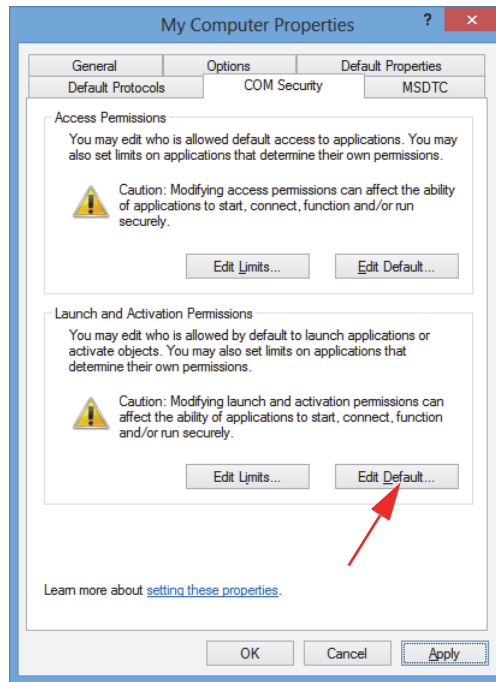 My Computer Properties
?
General Options Default Properties
Default Protocols COM Security MSDTC
Access Permissions
You may edit who is allowed default access to applications. You may
also set limits on applications that determine their own permissions.
Caution: Modifying access permissions can affect the ability
of applications to start, connect, function and/or run
securely.
Edit Limits... Edit Default...
Launch and Activation Permissions
You may edit who is allowed by default to launch applications or
activate objects. You may also set limits on applications that
determine their own permissions.
Caution: Modifying launch and activation permissions can
affect the ability of applications to start, connect, function
and/or run securely.
Edit Limits... Edit Default...
Learn more about setting these properties.
OK Cancel Apply